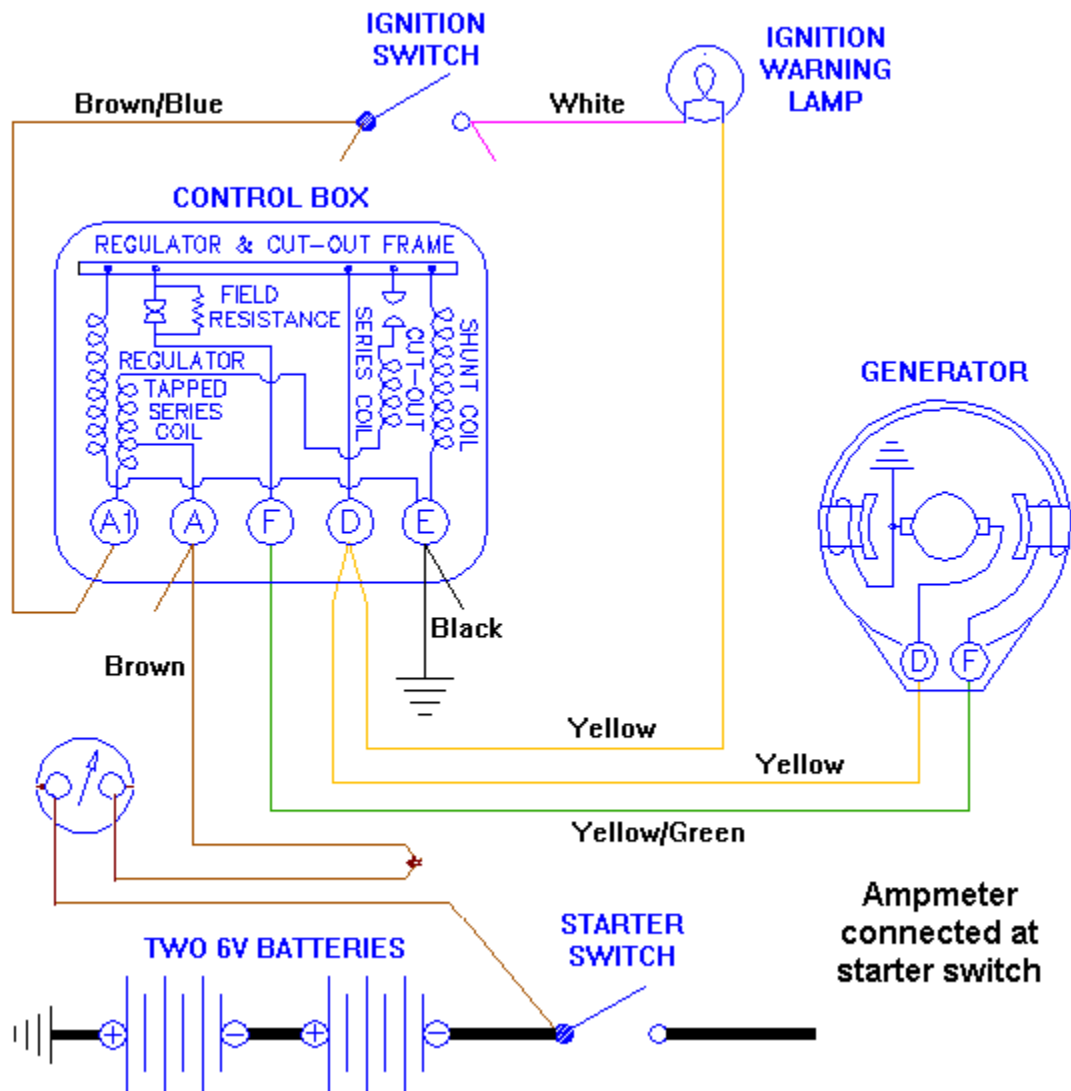 IGNITION
SWITCH
IGNITION
WARNING
LAMP
Brown/Blue
White
CONTROL BOX
REGULATOR & CUT-OUT FRAME
FIELD
RESISTANCE
SERIES COIL
CUT-OUT
SHUNT COIL
REGULATOR
TAPPED
SERIES
COIL
GENERATOR
A1
A
F
D
E
Black
Brown
D
F
Yellow
Yellow
Yellow/Green
Ampmeter
connected at
starter switch
TWO 6V BATTERIES
STARTER
SWITCH
+
-
+
-